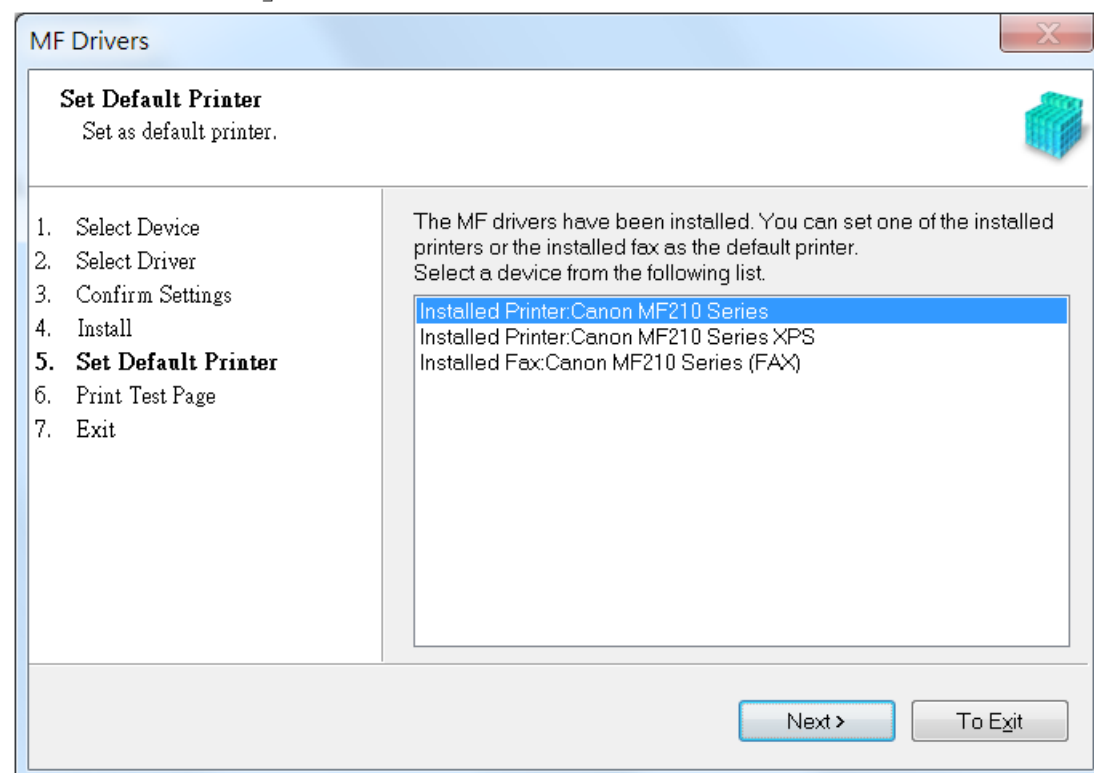 MF Drivers
Set Default Printer
Set as default printer.
1. Select Device
2. Select Driver
3. Confirm Settings
4. Install
5. Set Default Printer
6. Print Test Page
7. Exit
The MF drivers have been installed. You can set one of the installed
printers or the installed fax as the default printer.
Select a device from the following list.
Installed Printer:Canon MF210 Series
Installed Printer:Canon MF210 Series XPS
Installed Fax:Canon MF210 Series (FAX)
Next >
To Exit